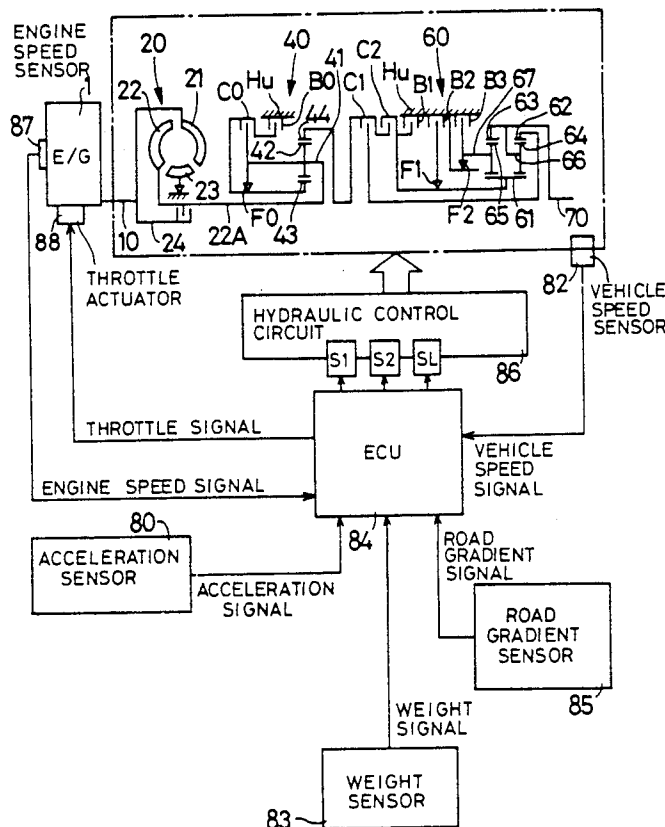 ENGINE
SPEED
SENSOR
1
20
40
41
60
22
21
C0
Hu
B0
44
42
C1
C2
Hu
B1
B2
B3
67
63
62
64
66
87
E/G
23
F0
43
F1
F2
65
61
70
88
10
24
22A
THROTTLE
ACTUATOR
82
VEHICLE
SPEED
SENSOR
HYDRAULIC CONTROL
CIRCUIT
86
S1
S2
SL
THROTTLE SIGNAL
ECU
VEHICLE
SPEED
SIGNAL
ENGINE SPEED SIGNAL
84
80
ACCELERATION
SENSOR
ACCELERATION
SIGNAL
ROAD
GRADIENT
SIGNAL
ROAD
GRADIENT
SENSOR
85
WEIGHT
SIGNAL
WEIGHT
SENSOR
83